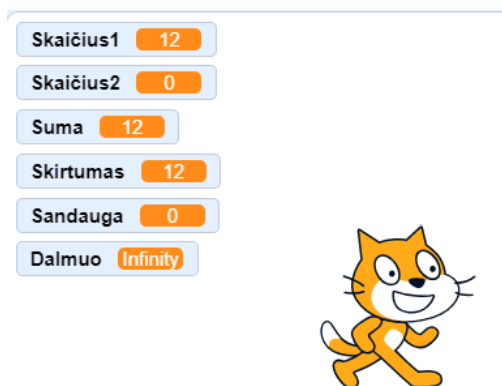 Skaičius1 12
Skaičius2 0
Suma 12
Skirtumas 12
Sandauga 0
Dalmuo Infinity